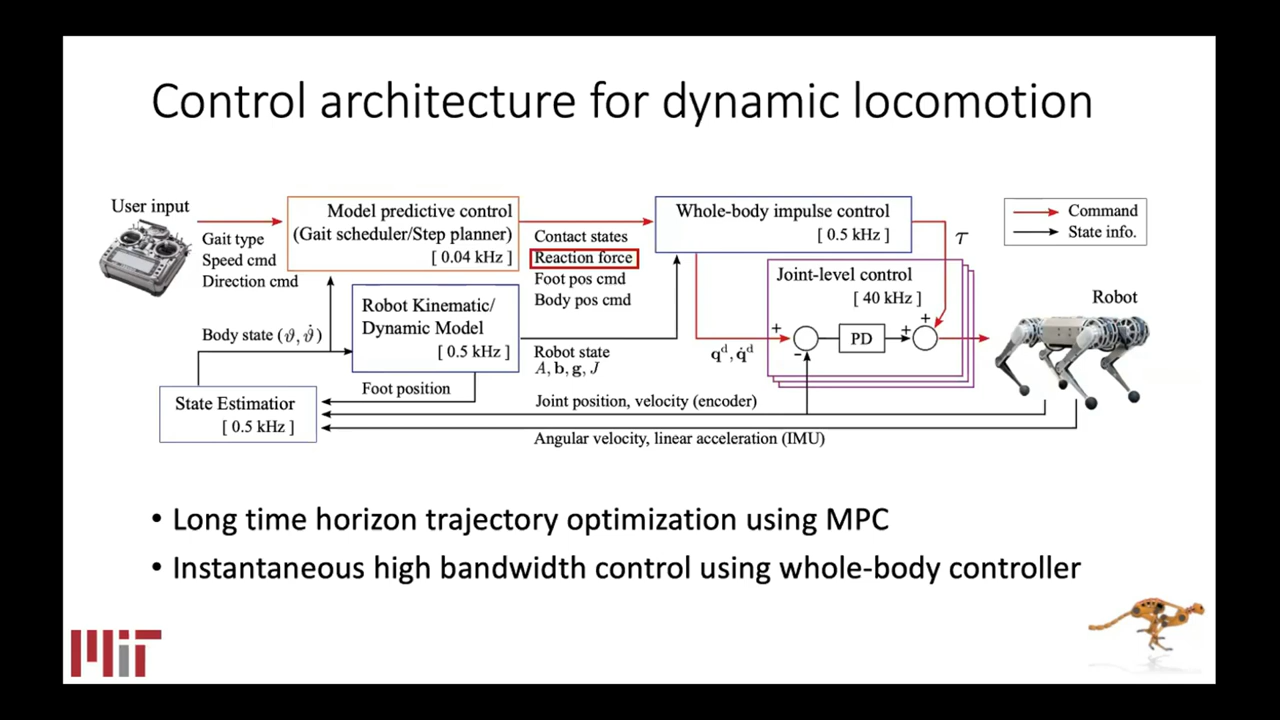 Control architecture for dynamic locomotion
User input
Gait type
Speed cmd
Direction cmd
Model predictive control
(Gait scheduler/Step planner)
[ 0.04 kHz ]
Contact states
Reaction force
Foot pos cmd
Body pos cmd
Whole-body impulse control
[ 0.5 kHz ]
τ
Command
State info.
Joint-level control
[ 40 kHz ]
+
-
PD
+
+
q^d, q̇^d
Robot
Robot Kinematic/
Dynamic Model
[ 0.5 kHz ]
Body state (ϑ, ϑ̇)
Robot state
A, b, g, J
Foot position
State Estimatior
[ 0.5 kHz ]
Joint position, velocity (encoder)
Angular velocity, linear acceleration (IMU)
• Long time horizon trajectory optimization using MPC
• Instantaneous high bandwidth control using whole-body controller
MIT